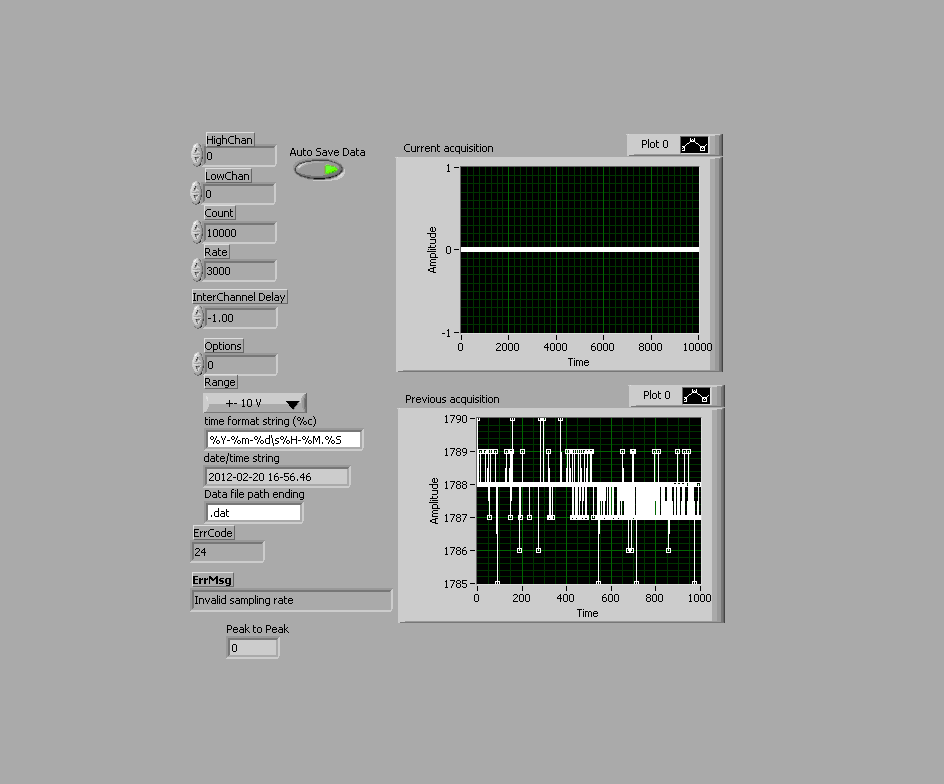 HighChan
0
Auto Save Data
LowChan
0
Count
10000
Rate
3000
InterChannel Delay
-1.00
Options
0
Range
+- 10 V
time format string (%c)
%Y-%m-%d\s%H-%M.%S
date/time string
2012-02-20 16-56.46
Data file path ending
.dat
ErrCode
24
ErrMsg
Invalid sampling rate
Peak to Peak
0
Current acquisition
Plot 0
1
0
-1
Amplitude
0 2000 4000 6000 8000 10000
Time
Previous acquisition
Plot 0
1790
1789
1788
1787
1786
1785
Amplitude
0 200 400 600 800 1000
Time